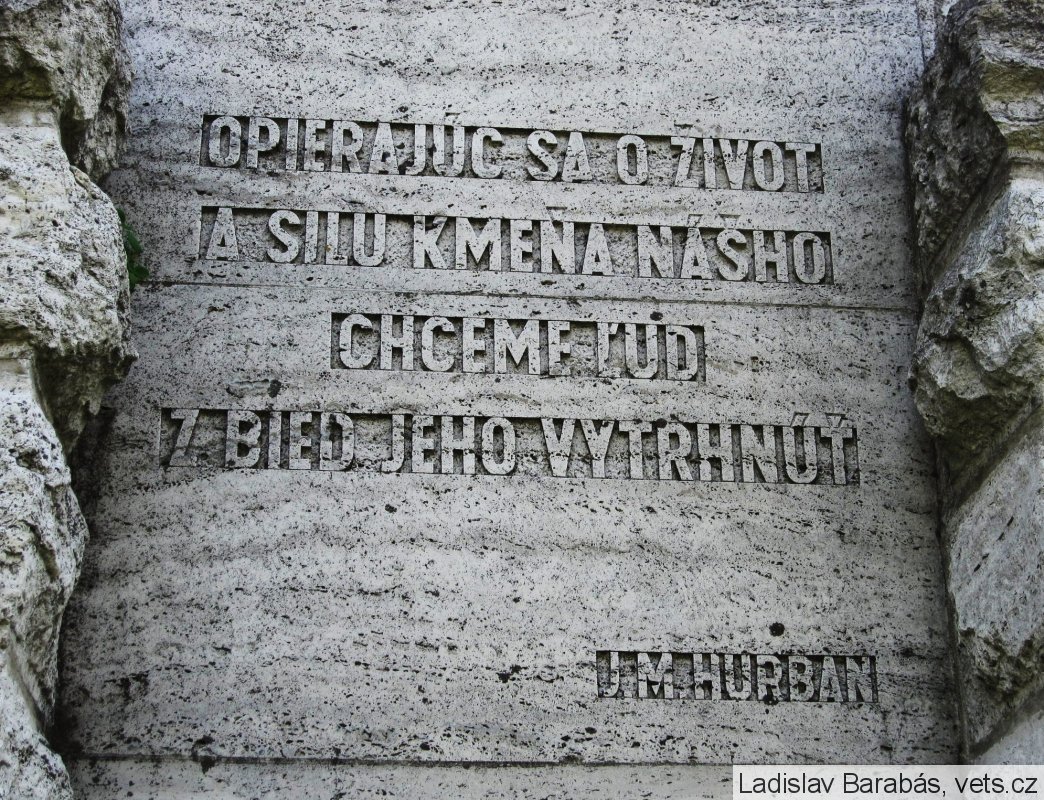 OPIERAJÚC SA O ŽIVOT
A SILU KMEŇA NÁŠHO
CHCEME ĽUD
Z BIED JEHO VYTRHNÚŤ
J.M.HURBAN
Ladislav Barabás, vets.cz